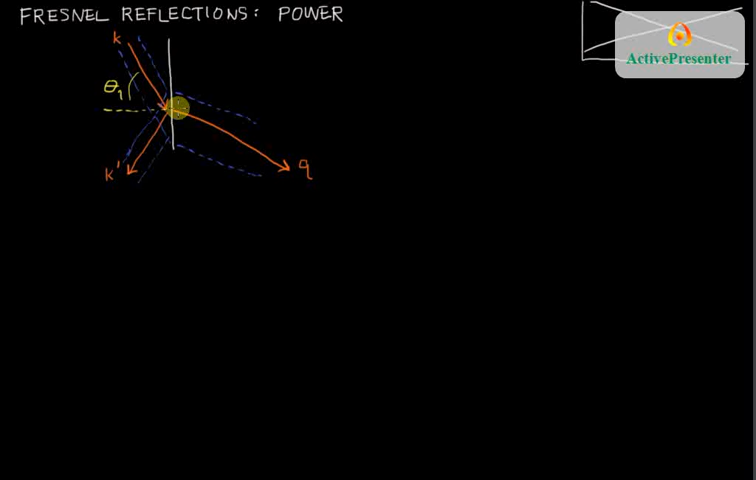 FRESNEL REFLECTIONS: POWER
k
θ₁
k'
q
ActivePresenter